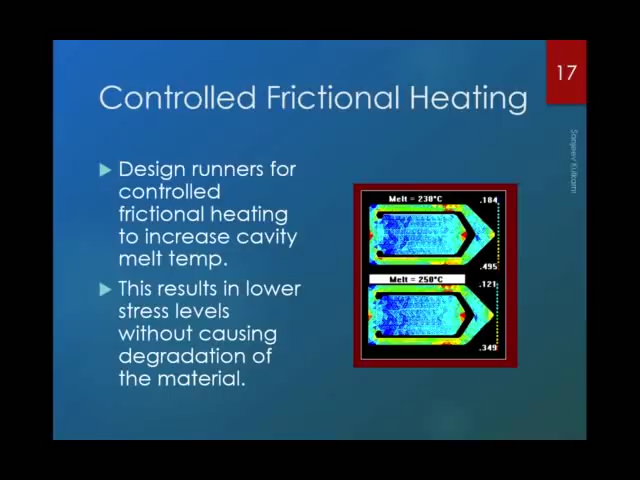 17
Controlled Frictional Heating
Sanjeev Kulkarni
Design runners for
controlled
frictional heating
to increase cavity
melt temp.
This results in lower
stress levels
without causing
degradation of
the material.
Melt = 230°C
.184
.495
Melt = 250°C
.121
.349